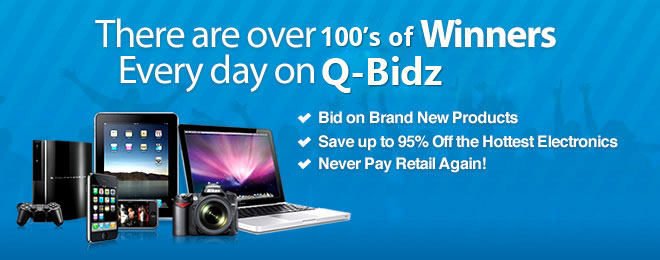 There are over 100's of Winners
Every day on Q-Bidz
Bid on Brand New Products
Save up to 95% Off the Hottest Electronics
Never Pay Retail Again!